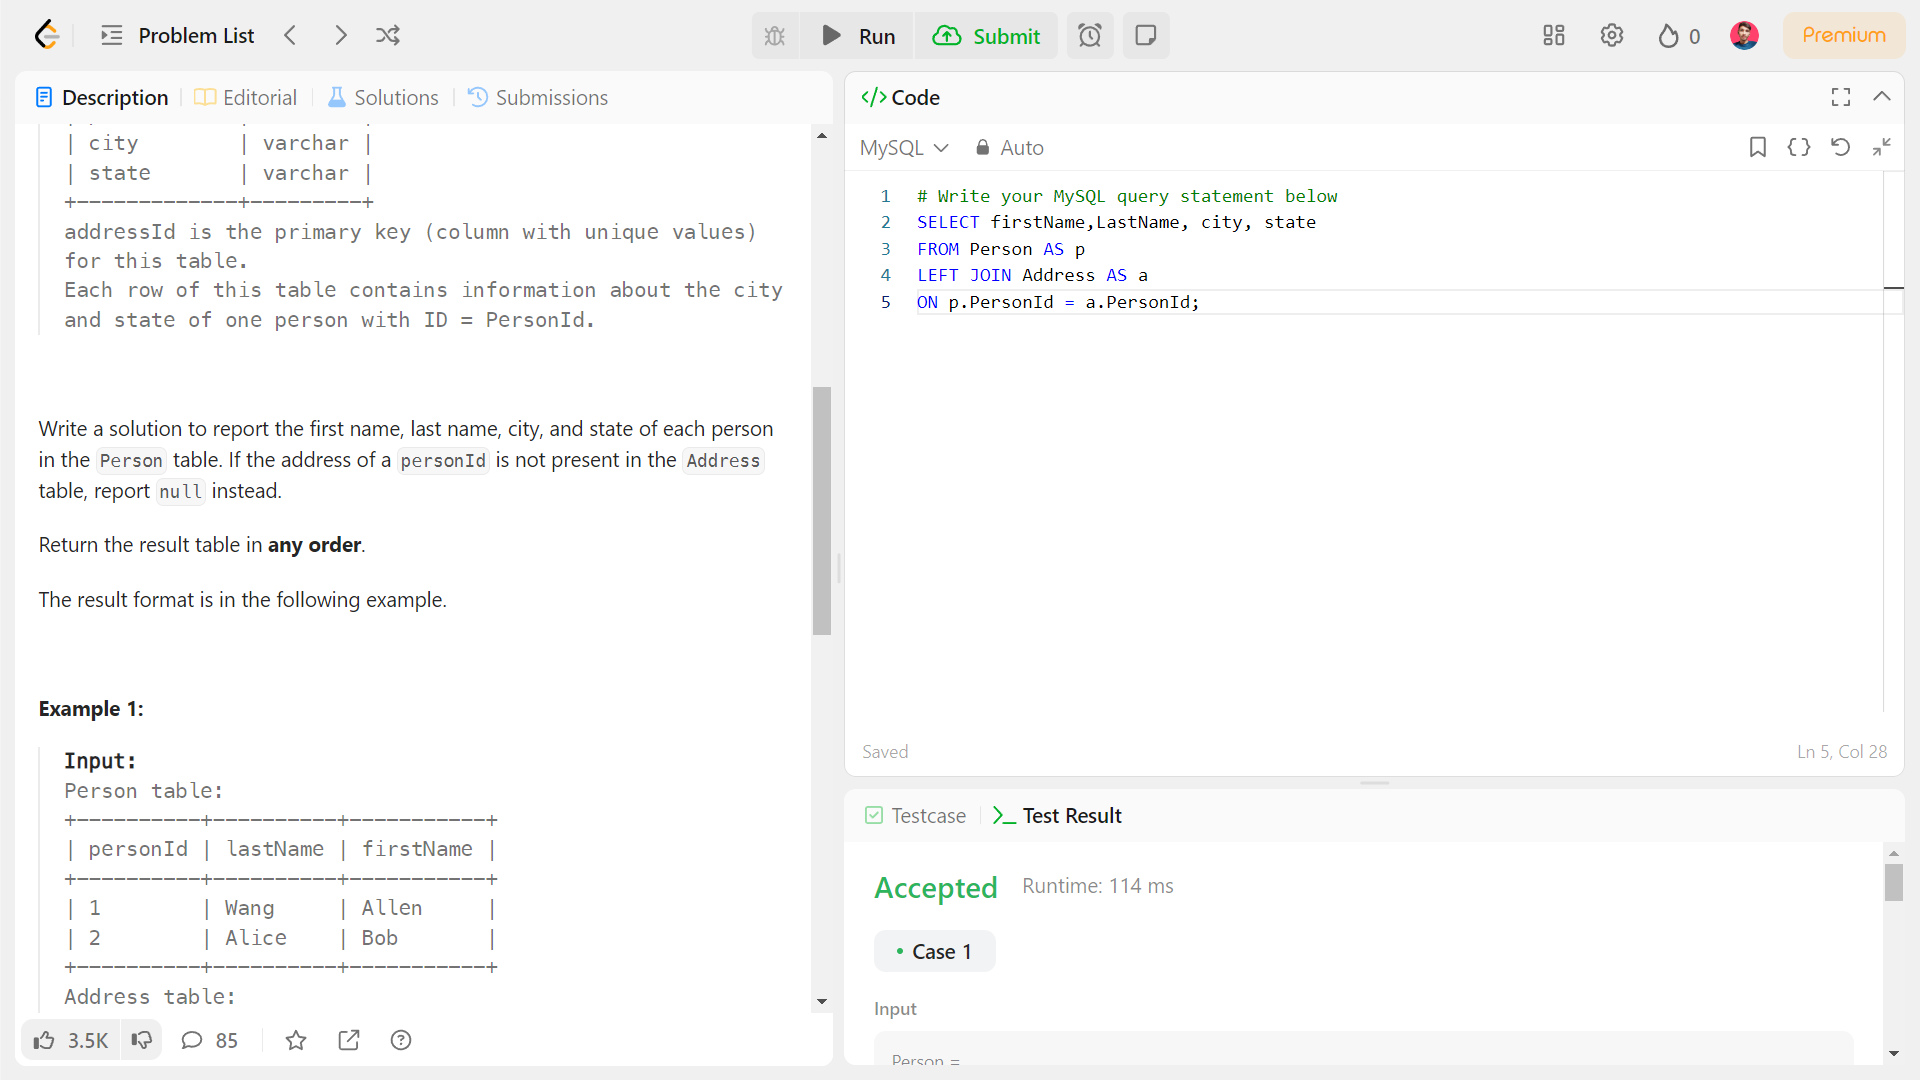 Problem List
Run
Submit
0
Premium
Description
Editorial
Solutions
Submissions
| city        | varchar |
| state       | varchar |
+-------------+---------+
addressId is the primary key (column with unique values)
for this table.
Each row of this table contains information about the city
and state of one person with ID = PersonId.
Write a solution to report the first name, last name, city, and state of each person
in the Person table. If the address of a personId is not present in the Address
table, report null instead.
Return the result table in any order.
The result format is in the following example.
Example 1:
Input:
Person table:
+----------+----------+-----------+
| personId | lastName | firstName |
+----------+----------+-----------+
| 1        | Wang     | Allen     |
| 2        | Alice    | Bob       |
+----------+----------+-----------+
Address table:
3.5K
85
</> Code
MySQL
Auto
1 # Write your MySQL query statement below
2 SELECT firstName,LastName, city, state
3 FROM Person AS p
4 LEFT JOIN Address AS a
5 ON p.PersonId = a.PersonId;
Saved
Ln 5, Col 28
Testcase
Test Result
Accepted
Runtime: 114 ms
• Case 1
Input
Person =